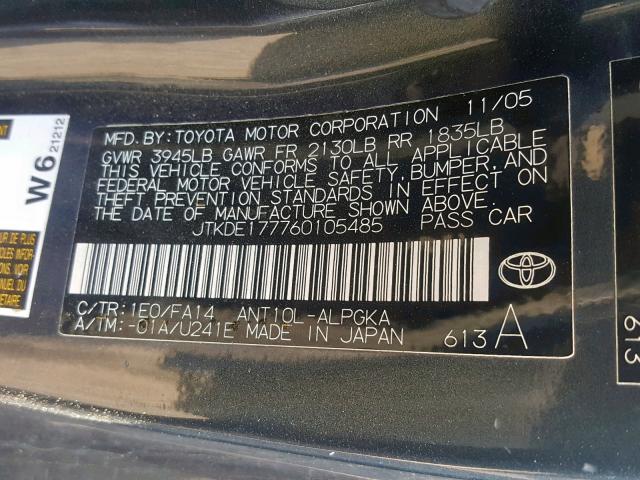 MFD.BY: TOYOTA MOTOR CORPORATION 11/05
GVWR 3945LB GAWR FR 2130LB RR 1835LB
THIS VEHICLE CONFORMS TO ALL APPLICABLE
FEDERAL MOTOR VEHICLE SAFETY, BUMPER, AND
THEFT PREVENTION STANDARDS IN EFFECT ON
THE DATE OF MANUFACTURE SHOWN ABOVE.
JTKDE177760105485 PASS CAR
C/TR: 1E0/FA14 ANT10L-ALPGKA
A/TM: -01A/U241E MADE IN JAPAN 613 A
W6 21212
613